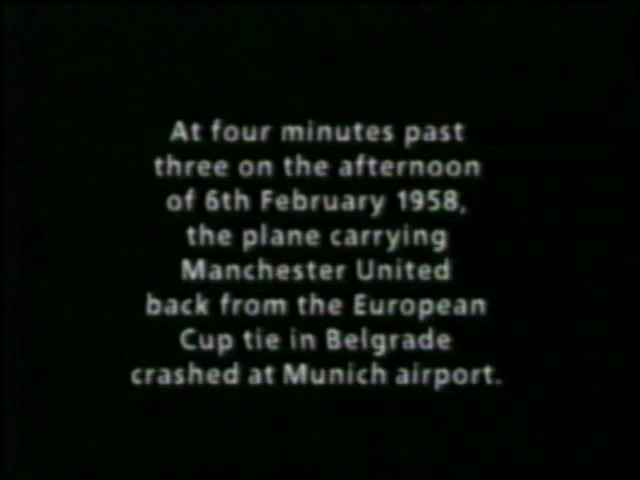 At four minutes past
three on the afternoon
of 6th February 1958,
the plane carrying
Manchester United
back from the European
Cup tie in Belgrade
crashed at Munich airport.